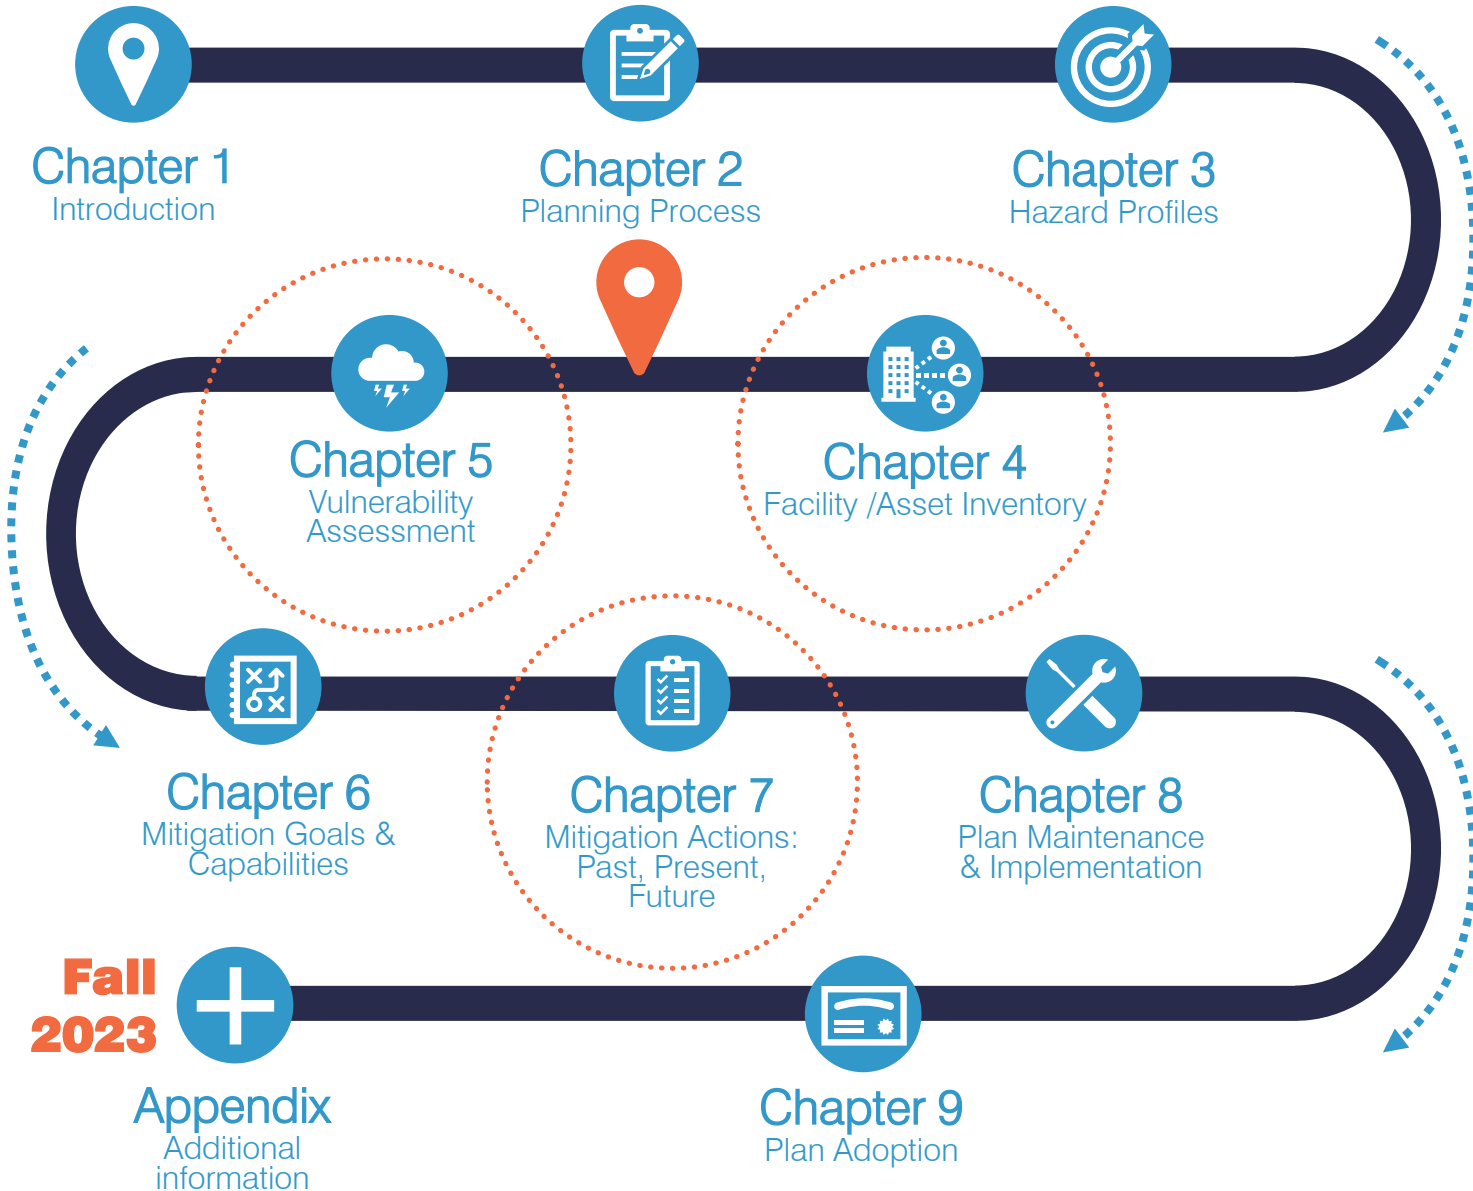 Chapter 1
Introduction
Chapter 2
Planning Process
Chapter 3
Hazard Profiles
Chapter 4
Facility /Asset Inventory
Chapter 5
Vulnerability
Assessment
Chapter 6
Mitigation Goals &
Capabilities
Chapter 7
Mitigation Actions:
Past, Present,
Future
Chapter 8
Plan Maintenance
& Implementation
Chapter 9
Plan Adoption
Appendix
Additional
information
Fall
2023